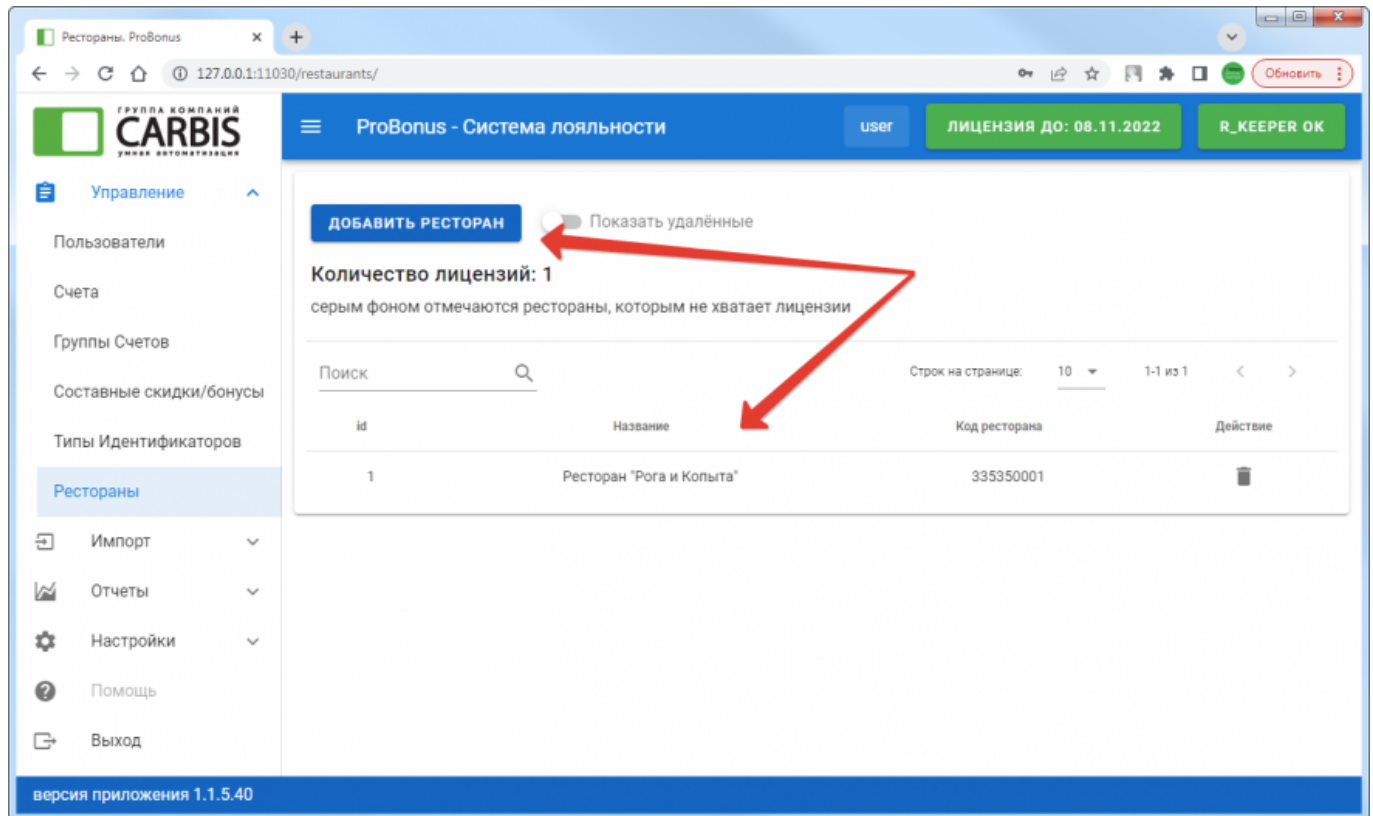 Рестораны. ProBonus
127.0.0.1:11030/restaurants/
Обновить
ГРУППА КОМПАНИЙ
CARBIS
умная автоматизация
ProBonus - Система лояльности
user
ЛИЦЕНЗИЯ ДО: 08.11.2022
R_KEEPER OK
Управление
Пользователи
Счета
Группы Счетов
Составные скидки/бонусы
Типы Идентификаторов
Рестораны
Импорт
Отчеты
Настройки
Помощь
Выход
ДОБАВИТЬ РЕСТОРАН
Показать удалённые
Количество лицензий: 1
серым фоном отмечаются рестораны, которым не хватает лицензии
Поиск
Строк на странице: 10 1-1 из 1
id Название Код ресторана Действие
1 Ресторан "Рога и Копыта" 335350001
версия приложения 1.1.5.40